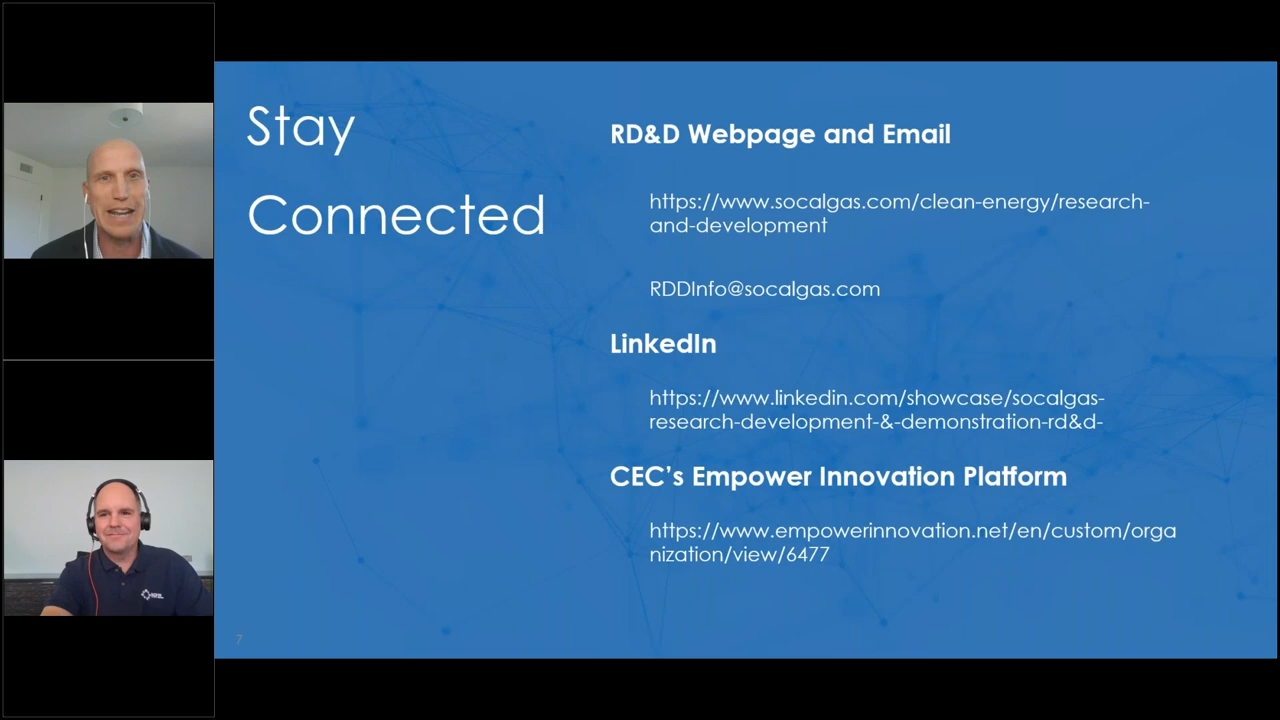 Stay
Connected
RD&D Webpage and Email
https://www.socalgas.com/clean-energy/research-
and-development
RDDInfo@socalgas.com
LinkedIn
https://www.linkedin.com/showcase/socalgas-
research-development-&-demonstration-rd&d-
CEC’s Empower Innovation Platform
https://www.empowerinnovation.net/en/custom/orga
nization/view/6477
7